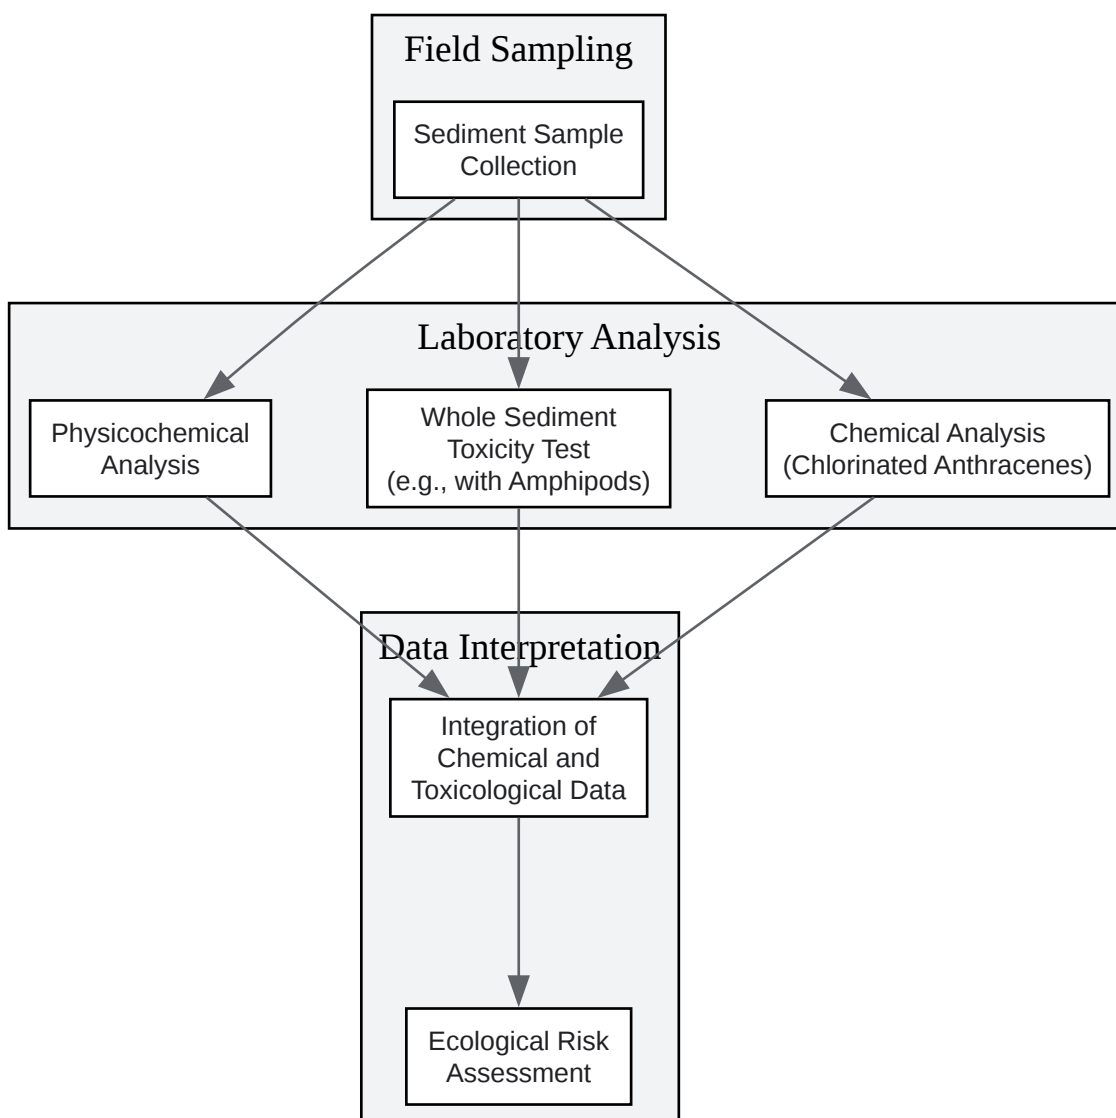 Field Sampling
Sediment Sample
Collection
Laboratory Analysis
Physicochemical
Analysis
Whole Sediment
Toxicity Test
(e.g., with Amphipods)
Chemical Analysis
(Chlorinated Anthracenes)
Data Interpretation
Integration of
Chemical and
Toxicological Data
Ecological Risk
Assessment